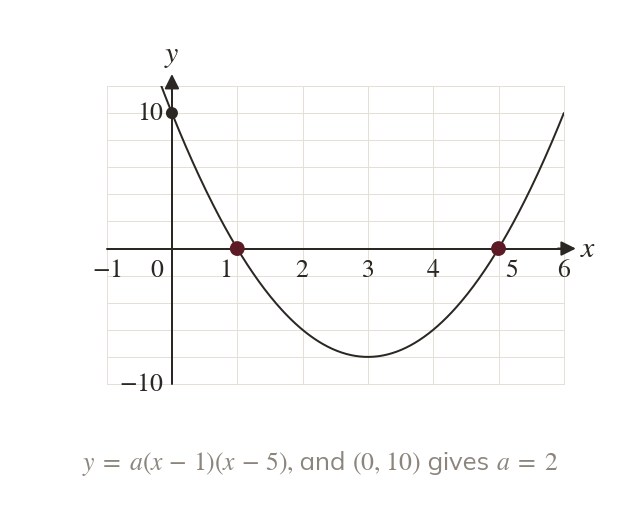 y
10
x
−1 0 1 2 3 4 5 6
−10
y = a(x − 1)(x − 5), and (0, 10) gives a = 2